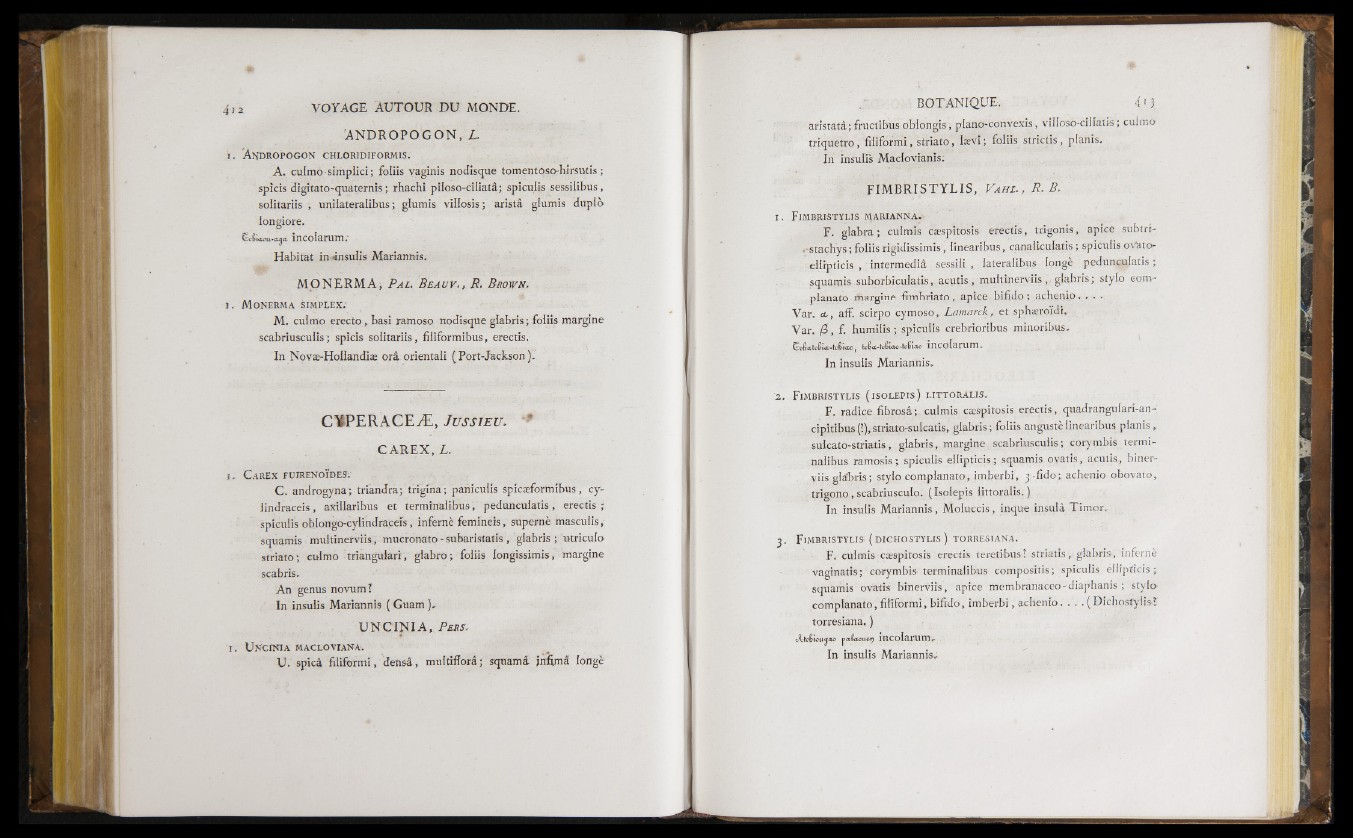 412 VOYAGE AUTOUR DU MONDE.
ANDROPOGON, L.
1. ANDROPOGON CHLORIDIFORMIS.
A. culmo simplici; foliis vaginis nodisque tomentoso-hirsutis;
spicis digitato-quaternis; rhachi piloso-ciliatâ; spiculis sessilibus,
solitariis, unilateralibus; glumis villosis; aristâ glumis duplò
longiore.
incolarum.
Habitat in insulis Mariannis.
MONERMA, PAL. BEAUV., R. BROWN.
1. MONERMA SIMPLEX.
M. culmo erecto, basi ramoso nodisque glabris; foliis margine
scabriusculis; spicis solitariis, filiformibus, erectis.
In Novæ-Hollandiæ orâ orientali (Port-Jackson).
CYPERACEÆ, JUSSIEU.
CAREX, L.
1. CAREX FUIRENOÏDES.
C. androgyna; triandra; trigina; paniculis spicæformibus, cy-
lindraceis, axillaribus et terminalibus, pedunculatis, erectis;
spiculis oblongo-cylindraceis, infernè femineis, supernè masculis,
squamis multinerviis, mucronato-subaristatis, glabris; utriculo
striato; culmo triangulari, glabro; foliis longissimis, margine
scabris.
An genus novum?
In insulis Mariannis (Guam).
UNCINIA, PERS.
1. UNCINIA MACLOVIANA.
U. spicâ filiformi, densâ, multiflorâ; squamâ infimâ longè
BOTANIQUE. 413
aristatâ; fructibus oblongis, plano-convexis, villoso-ciliatis; culmo
triquetro, filiformi, striato, lævi; foliis strictis, planis.
In insulis Maclovianis.
FIMBRISTYLIS, VAHL., R. B.
1. FIMBRISTYLIS MARIANNA.
F. glabra; culmis cæspitosis erectis, trigonis, apice subtri-
stachys; foliis rigidissimis, linearibus, canaliculatis; spiculis ovato-
ellipticis, intermediâ sessili, lateralibus longè pedunculatis;
squamis suborbiculatis, acutis, multinerviis, glabris; stylo com-
planato margine fimbriato, apice bifido; achenio....
Var. α, aff. scirpo cymoso, Lamarck, et sphæroïdi.
Var. β, f. humilis; spiculis crebrioribus minoribus.
incolarum.
In insulis Mariannis.
2. FIMBRISTYLIS (ISOLEPIS) LITTORALIS.
F. radice fibrosâ; culmis cæspitosis erectis, quadrangulari-an-
cipitibus (!), striato-sulcatis, glabris; foliis angustè linearibus planis,
sulcato-striatis, glabris, margine scabriusculis; corymbis termi-
nalibus ramosis; spiculis ellipticis; squamis ovatis, acutis, biner-
viis glabris; stylo complanato, imberbi, 3-fido; achenio obovato,
trigono, scabriusculo. (Isolepis littoralis.)
In insulis Mariannis, Moluccis, inque insulâ Timor.
3. FIMBRISTYLIS (DICHOSTYLIS) TORRESIANA.
F. culmis cæspitosis erectis teretibus! striatis, glabris, infernè
vaginatis; corymbis terminalibus compositis; spiculis ellipticis;
squamis ovatis binerviis, apice membranaceo-diaphanis; stylo
complanato, filiformi, bifido, imberbi, achenio....(Dichostylis?
torresiana.)
incolarum.
In insulis Mariannis.